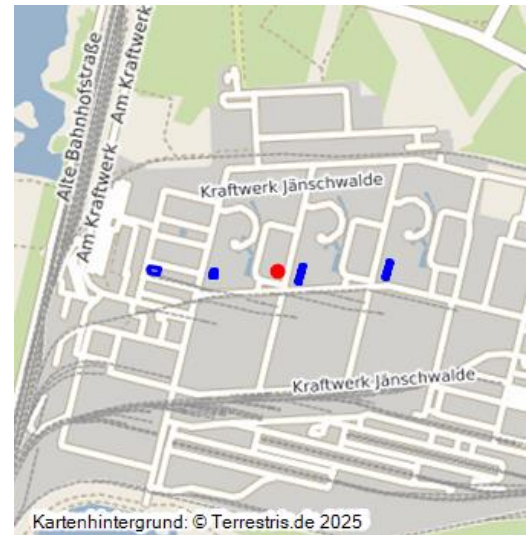 Alte Bahnhofstraße
Am Kraftwerk – Am Kraftwerk
Kraftwerk Jänschwalde
Kraftwerk Jänschwalde
Kartenhintergrund: © Terrestris.de 2025